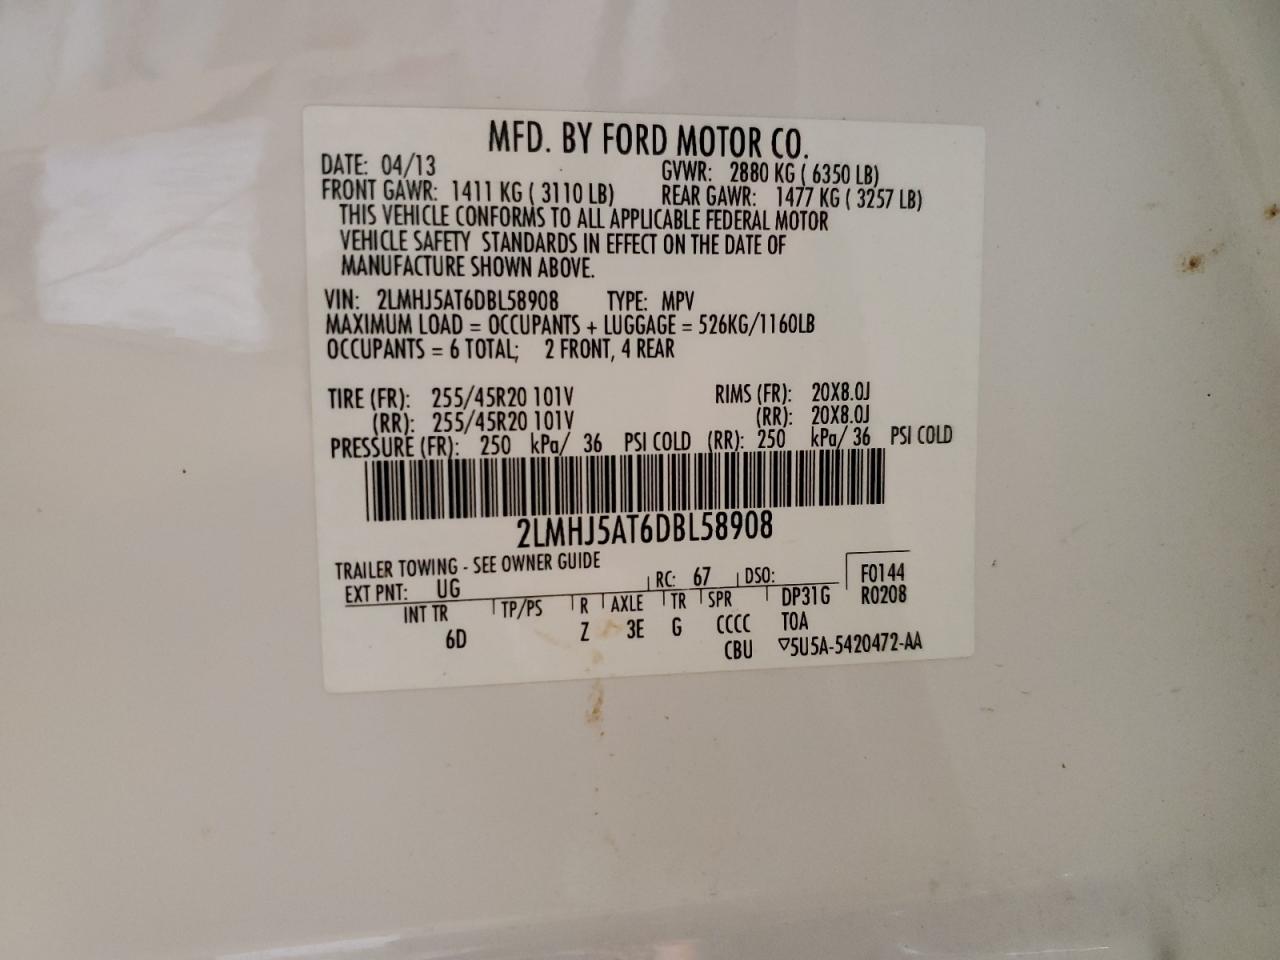 MFD. BY FORD MOTOR CO.
DATE: 04/13 GVWR: 2880 KG ( 6350 LB)
FRONT GAWR: 1411 KG ( 3110 LB) REAR GAWR: 1477 KG ( 3257 LB)
THIS VEHICLE CONFORMS TO ALL APPLICABLE FEDERAL MOTOR
VEHICLE SAFETY STANDARDS IN EFFECT ON THE DATE OF
MANUFACTURE SHOWN ABOVE.
VIN: 2LMHJ5AT6DBL58908 TYPE: MPV
MAXIMUM LOAD = OCCUPANTS + LUGGAGE = 526KG/1160LB
OCCUPANTS = 6 TOTAL; 2 FRONT, 4 REAR
TIRE (FR): 255/45R20 101V RIMS (FR): 20X8.0J
(RR): 255/45R20 101V (RR): 20X8.0J
PRESSURE (FR): 250 kPa/ 36 PSI COLD (RR): 250 kPa/ 36 PSI COLD
2LMHJ5AT6DBL58908
TRAILER TOWING - SEE OWNER GUIDE
EXT PNT: UG RC: 67 DSO: F0144
INT TR TP/PS R AXLE TR SPR DP31G R0208
6D Z 3E G CCCC TOA
CBU ▽5U5A-5420472-AA